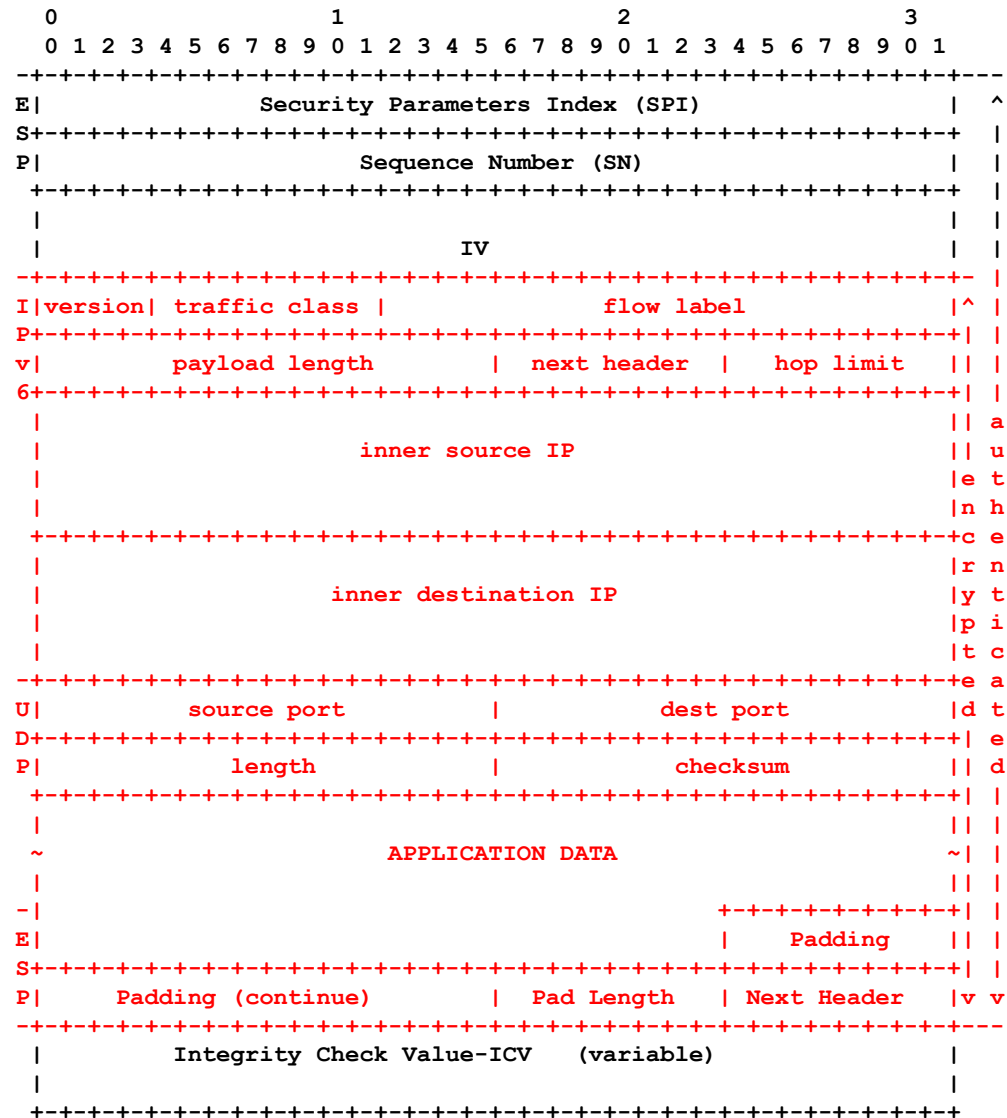 0                   1                   2                   3
0 1 2 3 4 5 6 7 8 9 0 1 2 3 4 5 6 7 8 9 0 1 2 3 4 5 6 7 8 9 0 1
-+-+-+-+-+-+-+-+-+-+-+-+-+-+-+-+-+-+-+-+-+-+-+-+-+-+-+-+-+-+-+-+-+---
E|               Security Parameters Index (SPI)                 |  ^
S+-+-+-+-+-+-+-+-+-+-+-+-+-+-+-+-+-+-+-+-+-+-+-+-+-+-+-+-+-+-+-+-+  |
P|                      Sequence Number (SN)                     |  |
 +-+-+-+-+-+-+-+-+-+-+-+-+-+-+-+-+-+-+-+-+-+-+-+-+-+-+-+-+-+-+-+-+  |
 |                                                               |  |
 |                             IV                                |  |
-+-+-+-+-+-+-+-+-+-+-+-+-+-+-+-+-+-+-+-+-+-+-+-+-+-+-+-+-+-+-+-+-+- |
I|version| traffic class |               flow label              |^ |
P+-+-+-+-+-+-+-+-+-+-+-+-+-+-+-+-+-+-+-+-+-+-+-+-+-+-+-+-+-+-+-+-+| |
v|         payload length        |  next header  |   hop limit   || |
6+-+-+-+-+-+-+-+-+-+-+-+-+-+-+-+-+-+-+-+-+-+-+-+-+-+-+-+-+-+-+-+-+| |
 |                                                               || a
 |                      inner source IP                          || u
 |                                                               |e t
 |                                                               |n h
 +-+-+-+-+-+-+-+-+-+-+-+-+-+-+-+-+-+-+-+-+-+-+-+-+-+-+-+-+-+-+-+-+c e
 |                                                               |r n
 |                    inner destination IP                       |y t
 |                                                               |p i
 |                                                               |t c
-+-+-+-+-+-+-+-+-+-+-+-+-+-+-+-+-+-+-+-+-+-+-+-+-+-+-+-+-+-+-+-+-+e a
U|          source port          |           dest port           |d t
D+-+-+-+-+-+-+-+-+-+-+-+-+-+-+-+-+-+-+-+-+-+-+-+-+-+-+-+-+-+-+-+-+| e
P|             length            |            checksum           || d
 +-+-+-+-+-+-+-+-+-+-+-+-+-+-+-+-+-+-+-+-+-+-+-+-+-+-+-+-+-+-+-+-+| |
 |                                                               || |
 ~                        APPLICATION DATA                       ~| |
 |                                                               || |
-|                                               +-+-+-+-+-+-+-+-+| |
E|                                               |    Padding    || |
S+-+-+-+-+-+-+-+-+-+-+-+-+-+-+-+-+-+-+-+-+-+-+-+-+-+-+-+-+-+-+-+-+| |
P|     Padding (continue)        |  Pad Length   | Next Header   |v v
-+-+-+-+-+-+-+-+-+-+-+-+-+-+-+-+-+-+-+-+-+-+-+-+-+-+-+-+-+-+-+-+-+---
 |         Integrity Check Value-ICV   (variable)                |
 |                                                               |
 +-+-+-+-+-+-+-+-+-+-+-+-+-+-+-+-+-+-+-+-+-+-+-+-+-+-+-+-+-+-+-+-+